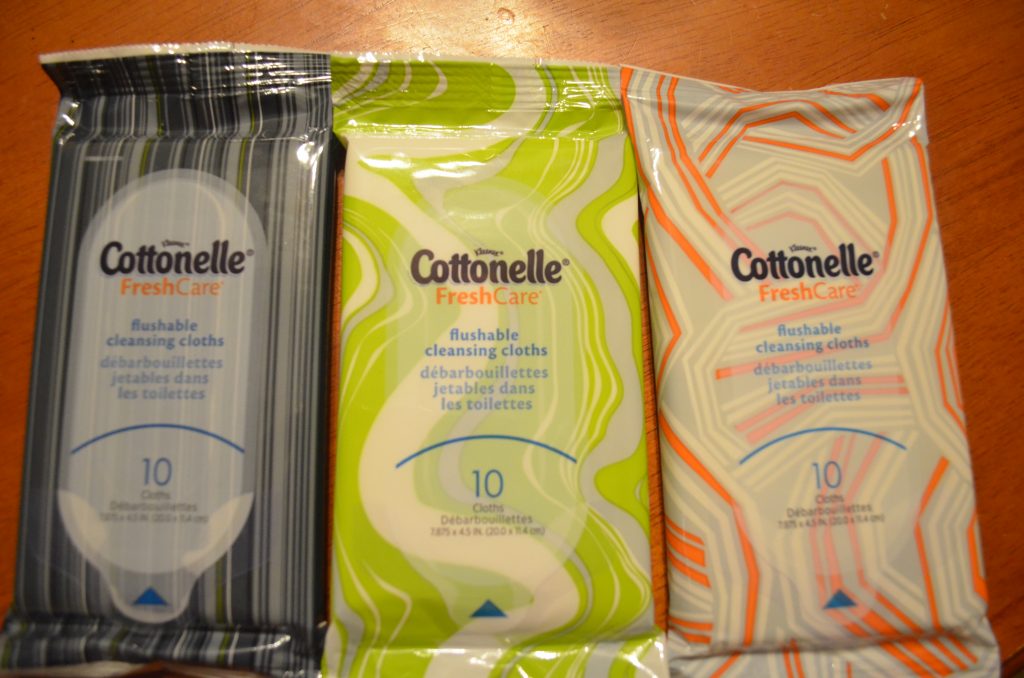 Kleenex
Cottonelle®
FreshCare®
flushable
cleansing cloths
débarbouillettes
jetables dans
les toilettes
10
Cloths
Débarbouillettes
7.875 x 4.5 IN. (20.0 x 11.4 cm)
Kleenex
Cottonelle®
FreshCare®
flushable
cleansing cloths
débarbouillettes
jetables dans
les toilettes
10
Cloths
Débarbouillettes
7.875 x 4.5 IN. (20.0 x 11.4 cm)
Kleenex
Cottonelle®
FreshCare®
flushable
cleansing cloths
débarbouillettes
jetables dans
les toilettes
10
Cloths
Débarbouillettes
7.875 x 4.5 IN. (20.0 x 11.4 cm)